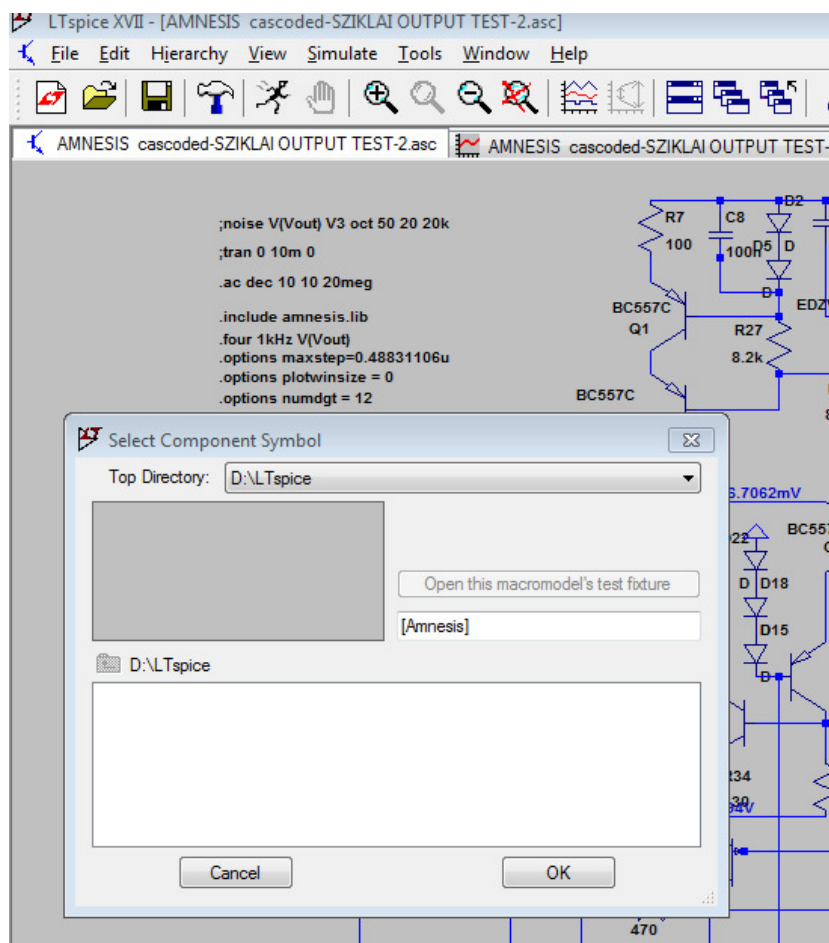 LTspice XVII - [AMNESIS cascoded-SZIKLAI OUTPUT TEST-2.asc]
File Edit Hierarchy View Simulate Tools Window Help
AMNESIS cascoded-SZIKLAI OUTPUT TEST-2.asc
AMNESIS cascoded-SZIKLAI OUTPUT TEST-
;noise V(Vout) V3 oct 50 20 20k
;tran 0 10m 0
.ac dec 10 10 20meg
.include amnesis.lib
.four 1kHz V(Vout)
.options maxstep=0.48831106u
.options plotwinsize = 0
.options numdgt = 12
R7
100
C8
100n
D2
D5
D
D
BC557C
Q1
R27
8.2k
BC557C
Select Component Symbol
Top Directory:
D:\LTspice
Open this macromodel's test fixture
[Amnesis]
D:\LTspice
Cancel
OK
6.7062mV
D
D18
D15
D
470